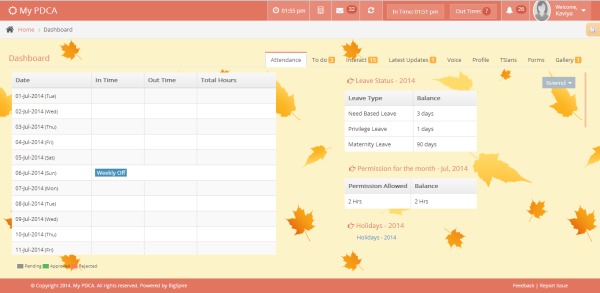 My PDCA
01:55 pm
32
In Time: 01:51 pm
Out Time:
26
Welcome,
Kaviya
Home › Dashboard
Dashboard
Attendance To do 3 Interact 15 Latest Updates 1 Voice Profile TSians Forms Gallery 1
Date In Time Out Time Total Hours
01-Jul-2014 (Tue)
02-Jul-2014 (Wed)
03-Jul-2014 (Thu)
04-Jul-2014 (Fri)
05-Jul-2014 (Sat)
06-Jul-2014 (Sun) Weekly Off
07-Jul-2014 (Mon)
08-Jul-2014 (Tue)
09-Jul-2014 (Wed)
10-Jul-2014 (Thu)
11-Jul-2014 (Fri)
Pending Approved Rejected
Leave Status - 2014
Leave Type Balance
Need Based Leave 3 days
Privilege Leave 1 days
Maternity Leave 90 days
Permission for the month - Jul, 2014
Permission Allowed Balance
2 Hrs 2 Hrs
Holidays - 2014
Holidays - 2014
© Copyright 2014. My PDCA. All rights reserved. Powered by BigSpire
Feedback | Report Issue